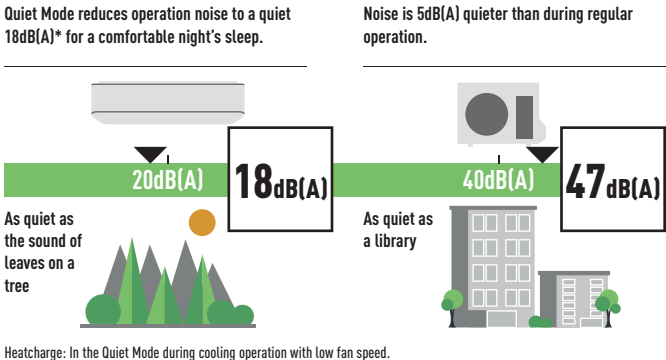 Quiet Mode reduces operation noise to a quiet
18dB(A)* for a comfortable night's sleep.
20dB(A)
18dB(A)
As quiet as
the sound of
leaves on a
tree
Noise is 5dB(A) quieter than during regular
operation.
40dB(A)
47dB(A)
As quiet as
a library
Heatcharge: In the Quiet Mode during cooling operation with low fan speed.